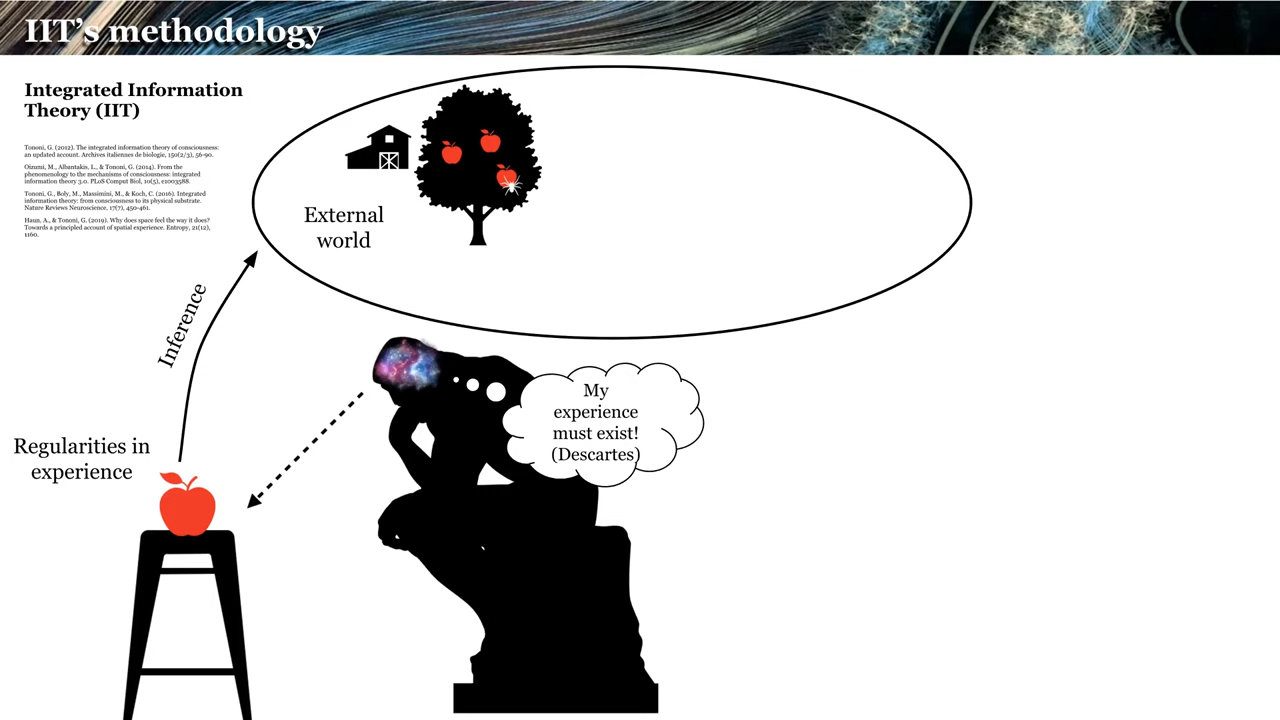 IIT's methodology
Integrated Information
Theory (IIT)
Tononi, G. (2012). The integrated information theory of consciousness:
an updated account. Archives italiennes de biologie, 150(2/3), 56-90.
Oizumi, M., Albantakis, L., & Tononi, G. (2014). From the
phenomenology to the mechanisms of consciousness: integrated
information theory 3.0. PLoS Comput Biol, 10(5), e1003588.
Tononi, G., Boly, M., Massimini, M., & Koch, C. (2016). Integrated
information theory: from consciousness to its physical substrate.
Nature Reviews Neuroscience, 17(7), 450-461.
Haun, A., & Tononi, G. (2019). Why does space feel the way it does?
Towards a principled account of spatial experience. Entropy, 21(12),
1160.
External
world
Inference
Regularities in
experience
My
experience
must exist!
(Descartes)